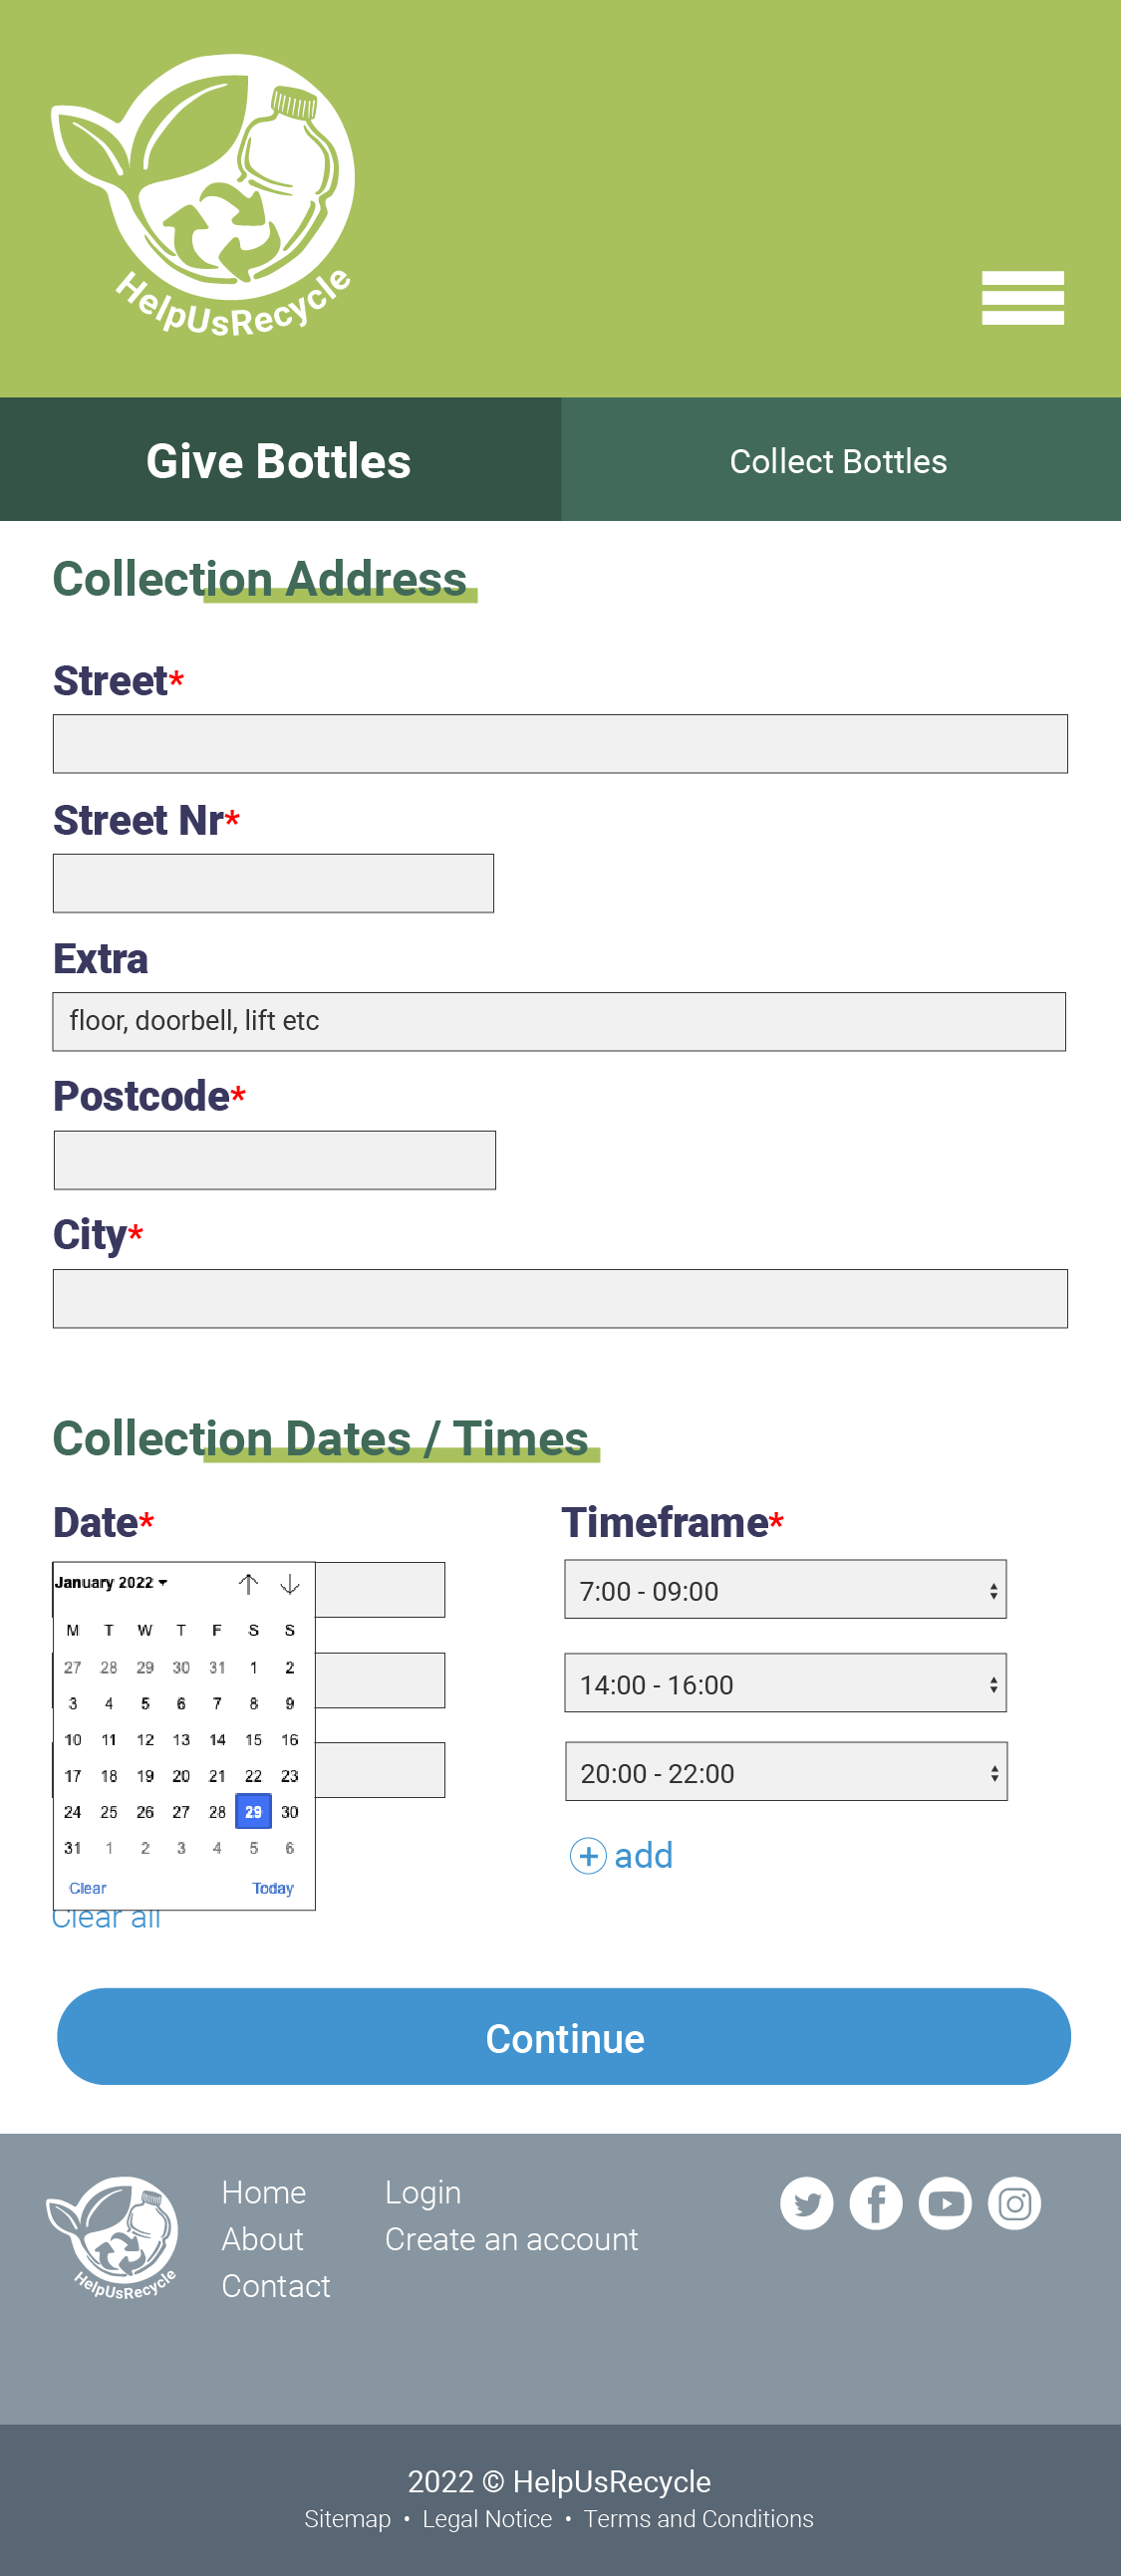 HelpUsRecycle
Give Bottles
Collect Bottles
Collection Address
Street*
Street Nr*
Extra
floor, doorbell, lift etc
Postcode*
City*
Collection Dates / Times
Date*
Timeframe*
January 2022
M T W T F S S
27 28 29 30 31 1 2
3 4 5 6 7 8 9
10 11 12 13 14 15 16
17 18 19 20 21 22 23
24 25 26 27 28 29 30
31 1 2 3 4 5 6
Clear Today
7:00 - 09:00
14:00 - 16:00
20:00 - 22:00
add
Clear all
Continue
HelpUsRecycle
Home
About
Contact
Login
Create an account
2022 © HelpUsRecycle
Sitemap • Legal Notice • Terms and Conditions